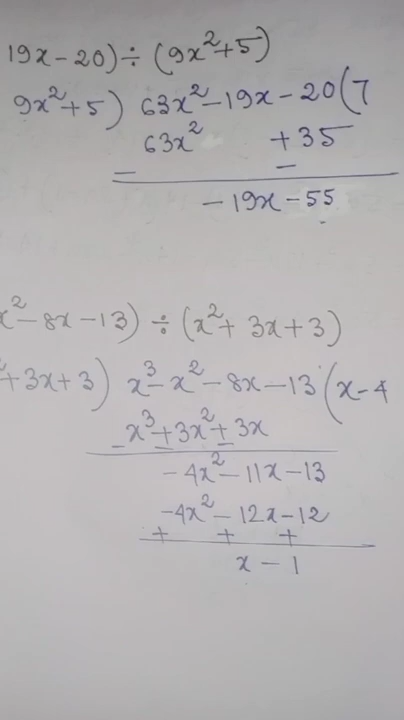 19x-20) ÷ (9x²+5)
9x²+5) 63x²-19x-20(7
63x² +35
- -
-19x-55
x²-8x-13) ÷ (x²+3x+3)
²+3x+3) x³-x²-8x-13(x-4
x³+3x²+3x
- - -
-4x²-11x-13
-4x²-12x-12
+ + +
x-1